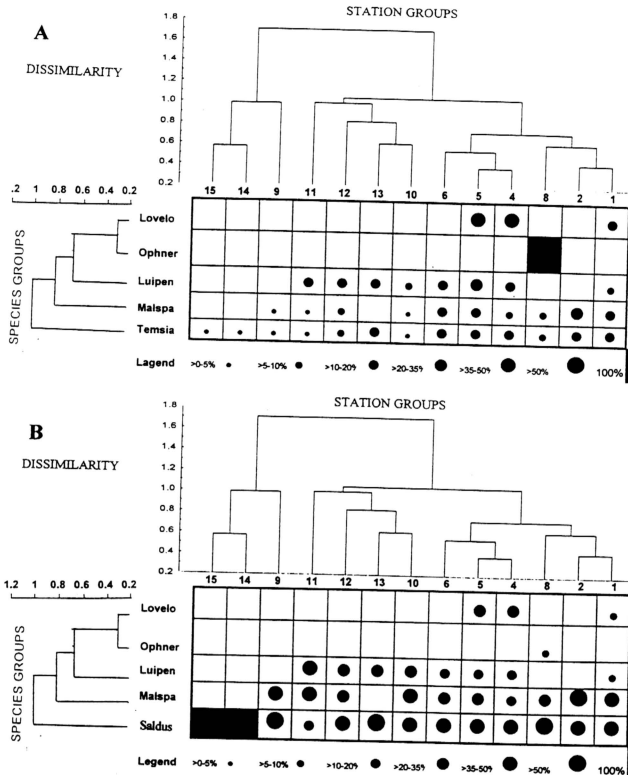 STATION GROUPS
A
DISSIMILARITY
1.8
1.6
1.4
1.2
1.0
0.8
0.6
0.4
0.2
15 14 9 11 12 13 10 6 5 4 8 2 1
.2 1 0.8 0.6 0.4 0.2
SPECIES GROUPS
Lovelo
Ophner
Luipen
Malspa
Temsia
Lagend >0-5% >5-10% >10-20% >20-35% >35-50% >50% 100%
STATION GROUPS
B
DISSIMILARITY
1.8
1.6
1.4
1.2
1.0
0.8
0.6
0.4
0.2
15 14 9 11 12 13 10 6 5 4 8 2 1
1.2 1 0.8 0.6 0.4 0.2
SPECIES GROUPS
Lovelo
Ophner
Luipen
Malspa
Saldus
Legend >0-5% >5-10% >10-20% >20-35% >35-50% >50% 100%